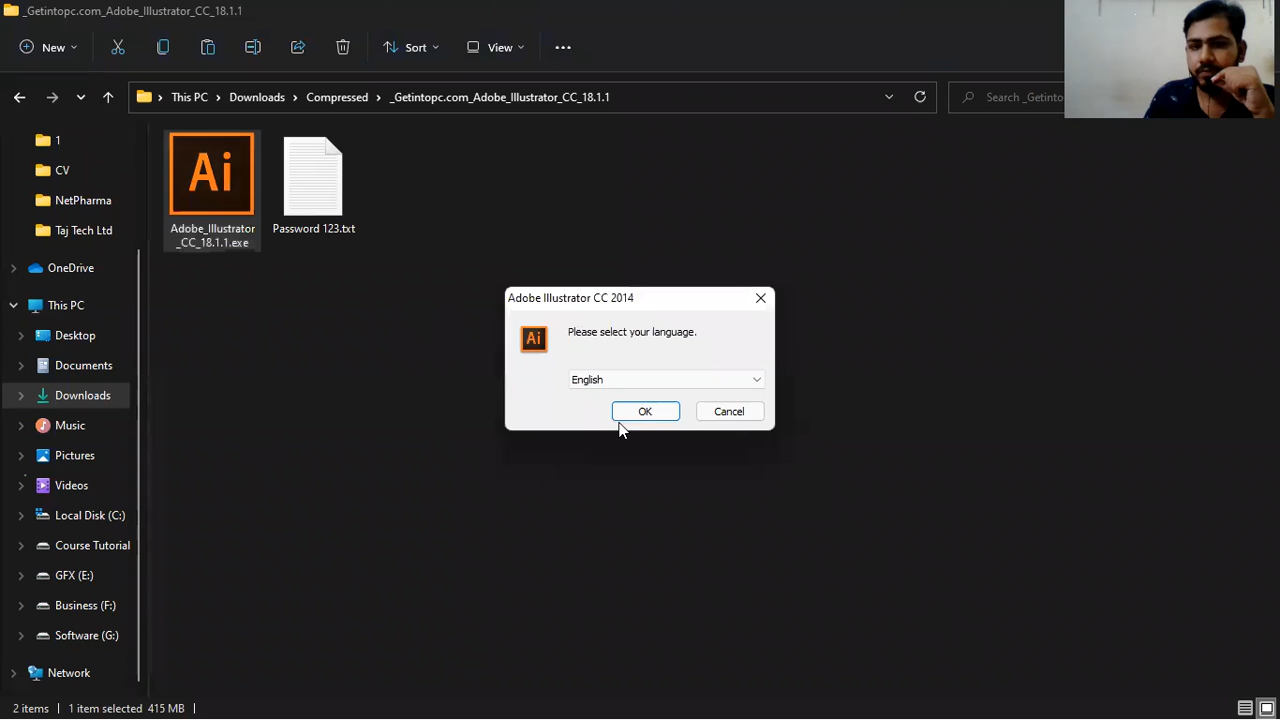 _Getintopc.com_Adobe_Illustrator_CC_18.1.1
New
Sort
View
This PC
Downloads
Compressed
_Getintopc.com_Adobe_Illustrator_CC_18.1.1
Search _Getinto
1
CV
NetPharma
Taj Tech Ltd
OneDrive
This PC
Desktop
Documents
Downloads
Music
Pictures
Videos
Local Disk (C:)
Course Tutorial
GFX (E:)
Business (F:)
Software (G:)
Network
Ai
Adobe_Illustrator
_CC_18.1.1.exe
Password 123.txt
Adobe Illustrator CC 2014
Ai
Please select your language.
English
OK
Cancel
2 items
1 item selected 415 MB